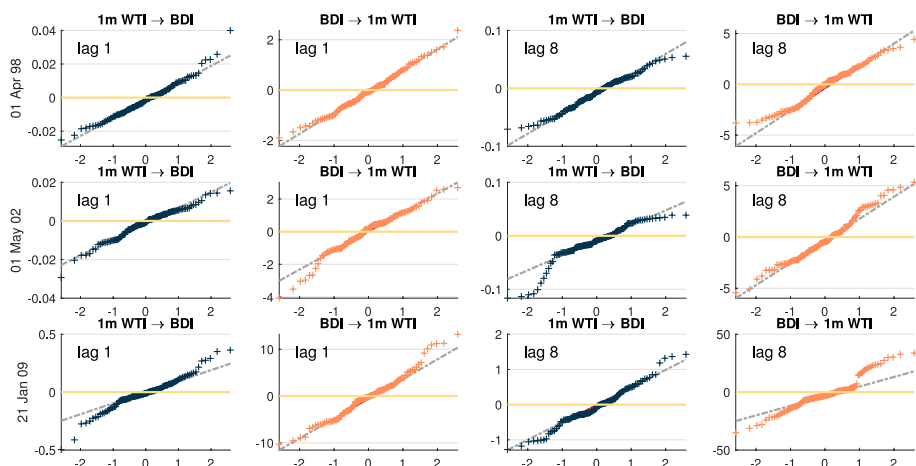 1m WTI → BDI
BDI → 1m WTI
1m WTI → BDI
BDI → 1m WTI
01 Apr 98
0.04
0.02
0
-0.02
lag 1
-2 -1 0 1 2
2
0
-2
lag 1
-2 -1 0 1 2
0.1
0
-0.1
lag 8
-2 -1 0 1 2
5
0
-5
lag 8
-2 -1 0 1 2
1m WTI → BDI
BDI → 1m WTI
1m WTI → BDI
BDI → 1m WTI
01 May 02
0.02
0
-0.02
-0.04
lag 1
-2 -1 0 1 2
2
0
-2
-4
lag 1
-2 -1 0 1 2
0.1
0
-0.1
lag 8
-2 -1 0 1 2
5
0
-5
lag 8
-2 -1 0 1 2
1m WTI → BDI
BDI → 1m WTI
1m WTI → BDI
BDI → 1m WTI
21 Jan 09
0.5
0
-0.5
lag 1
-2 -1 0 1 2
10
0
-10
lag 1
-2 -1 0 1 2
2
1
0
-1
lag 8
-2 -1 0 1 2
50
0
-50
lag 8
-2 -1 0 1 2